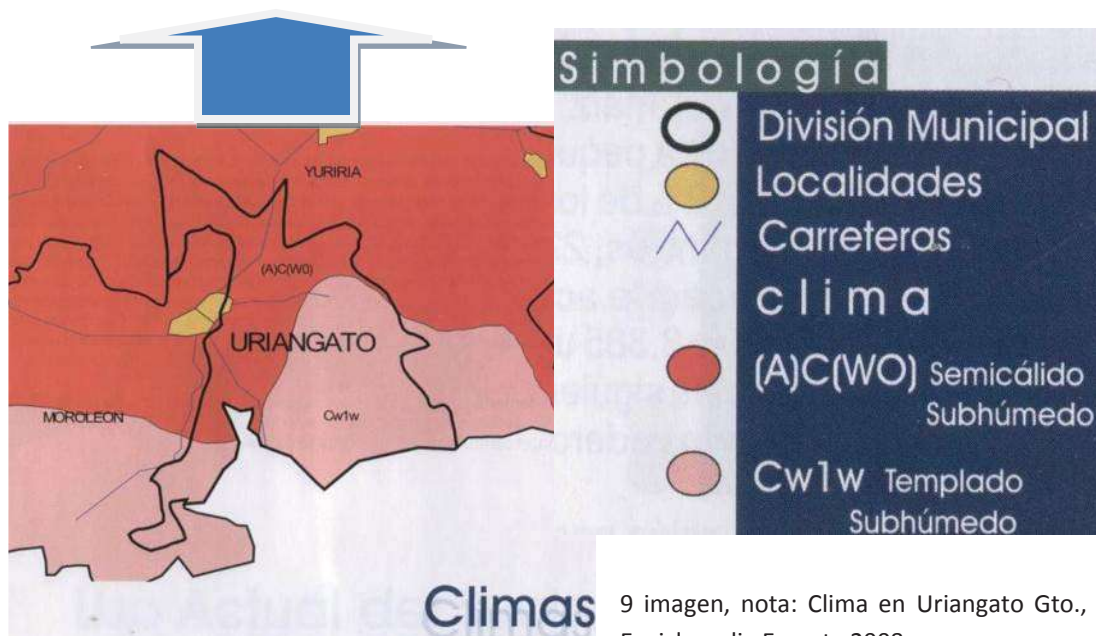 Simbología
División Municipal
Localidades
Carreteras
clima
(A)C(WO) Semicálido
Subhúmedo
Cw1w Templado
Subhúmedo
YURIRIA
(A)C(W0)
URIANGATO
MOROLEON
Cw1w
Climas
9 imagen, nota: Clima en Uriangato Gto.,